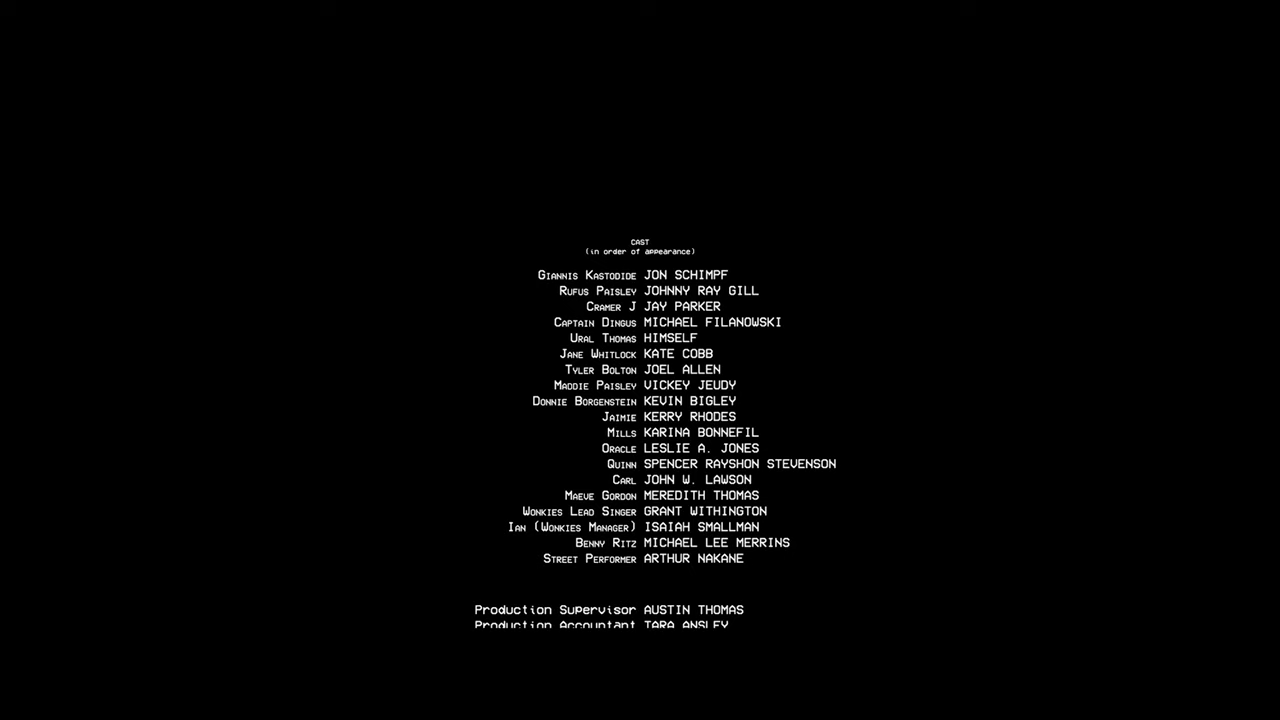 CAST
(in order of appearance)
Giannis Kastodide JON SCHIMPF
Rufus Paisley JOHNNY RAY GILL
Cramer J JAY PARKER
Captain Dingus MICHAEL FILANOWSKI
Ural Thomas HIMSELF
Jane Whitlock KATE COBB
Tyler Bolton JOEL ALLEN
Maddie Paisley VICKEY JEUDY
Donnie Borgenstein KEVIN BIGLEY
Jaimie KERRY RHODES
Mills KARINA BONNEFIL
Oracle LESLIE A. JONES
Quinn SPENCER RAYSHON STEVENSON
Carl JOHN W. LAWSON
Maeve Gordon MEREDITH THOMAS
Wonkies Lead Singer GRANT WITHINGTON
Ian (Wonkies Manager) ISAIAH SMALLMAN
Benny Ritz MICHAEL LEE MERRINS
Street Performer ARTHUR NAKANE
Production Supervisor AUSTIN THOMAS
Production Accountant TARA ANSLEY